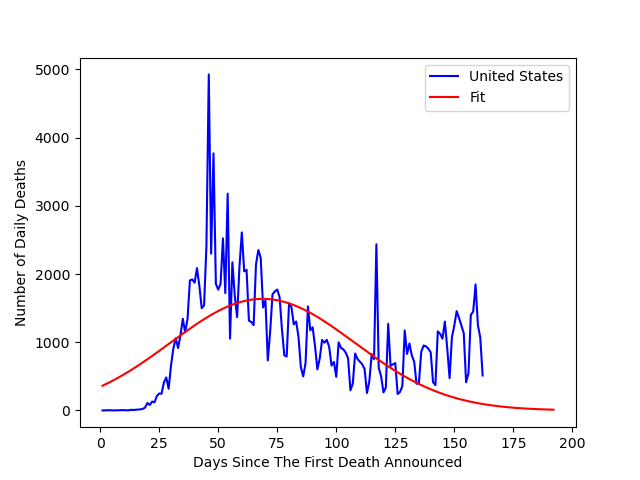 United States
Fit
Number of Daily Deaths
5000
4000
3000
2000
1000
0
0 25 50 75 100 125 150 175 200
Days Since The First Death Announced